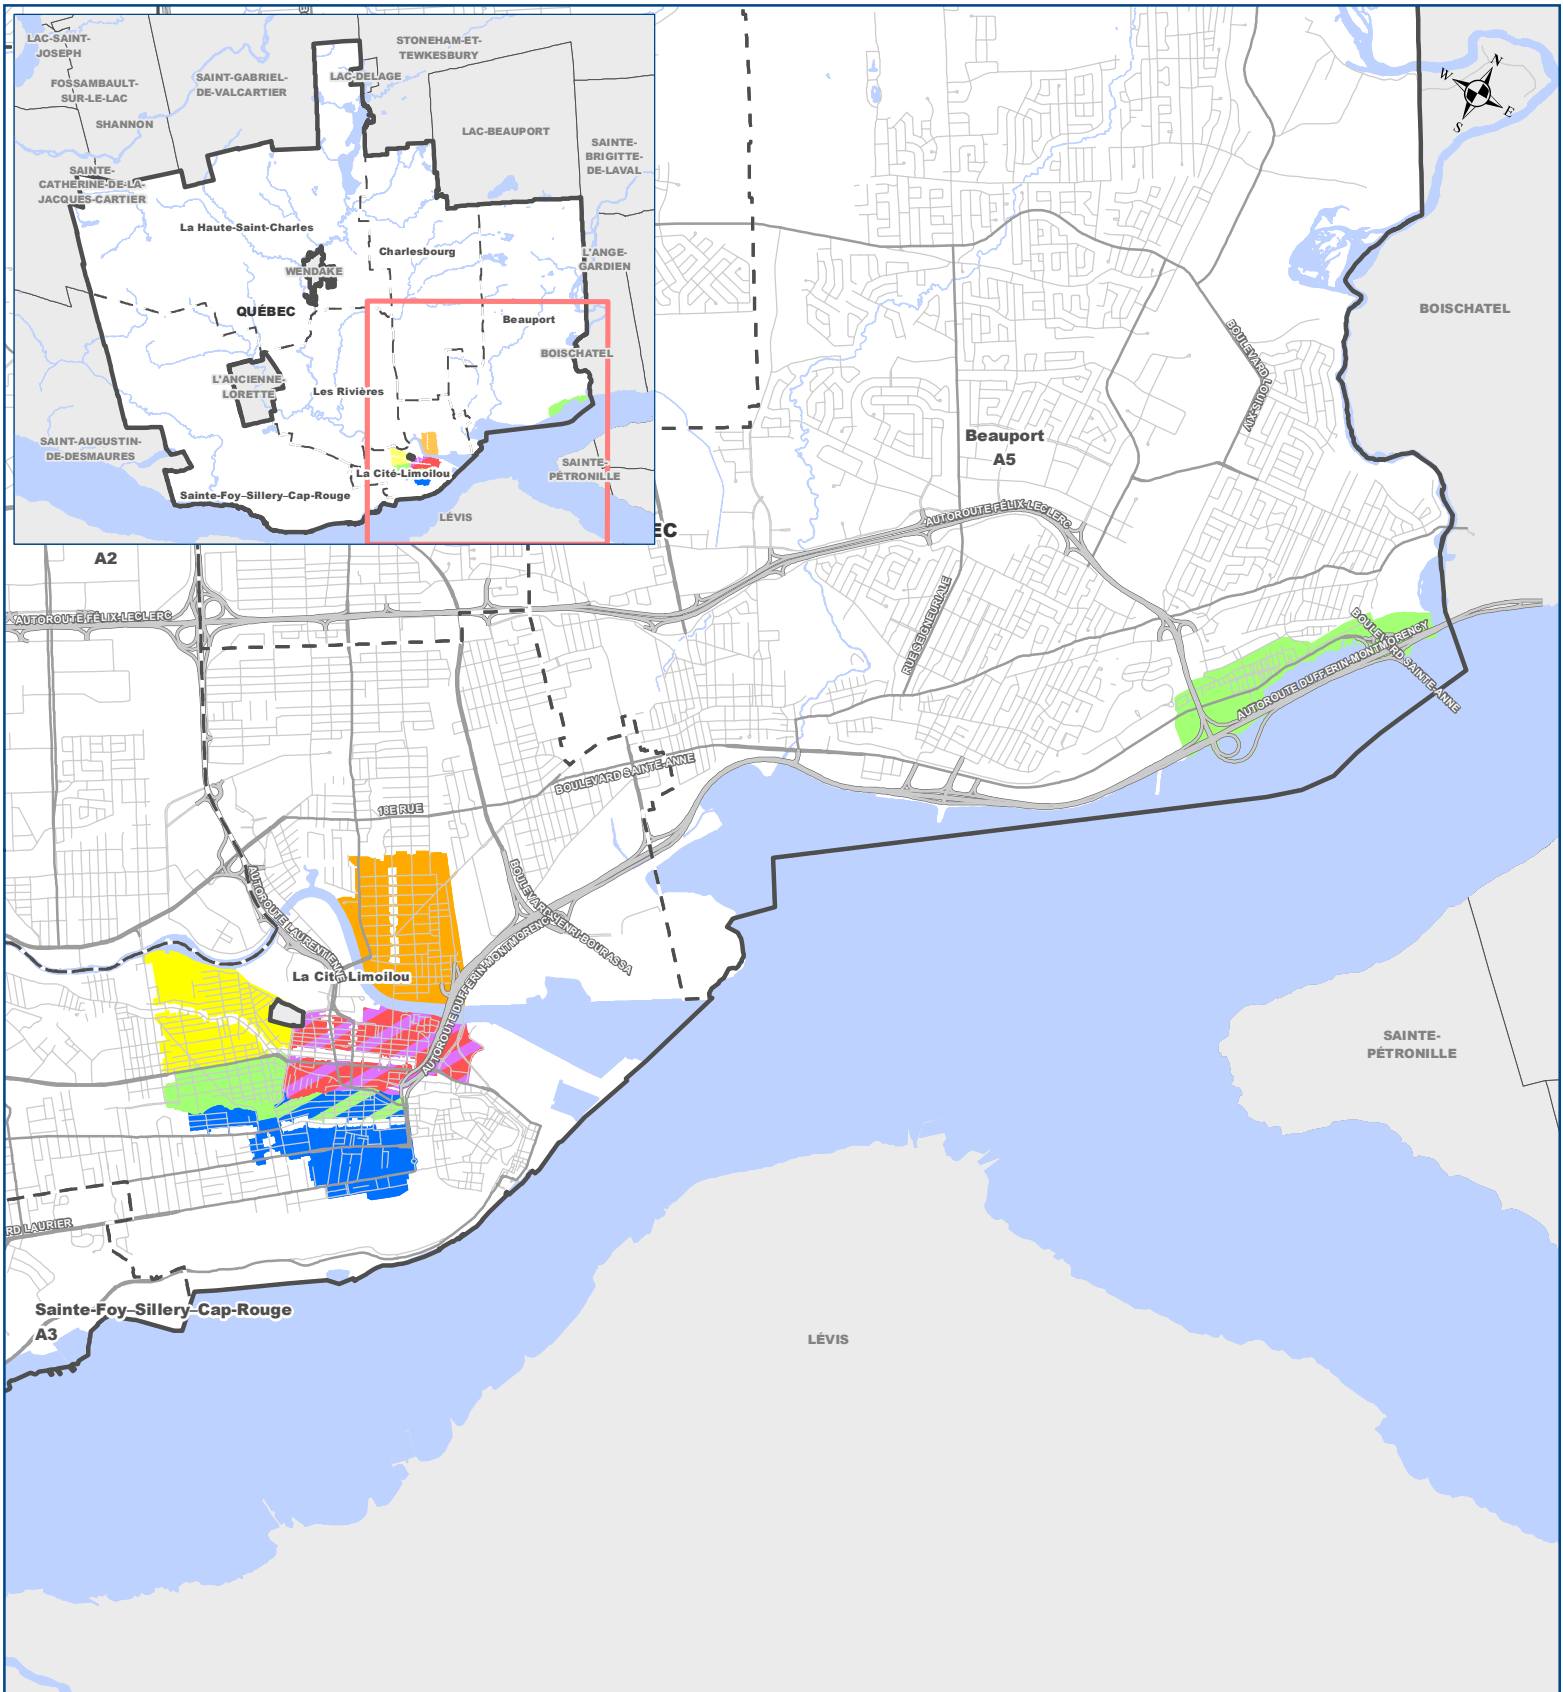 LAC-SAINT-
JOSEPH
STONEHAM-ET-
TEWKESBURY
FOSSAMBAULT-
SUR-LE-LAC
SAINT-GABRIEL-
DE-VALCARTIER
LAC-DELAGE
SHANNON
LAC-BEAUPORT
SAINTE-
BRIGITTE-
DE-LAVAL
SAINTE-
CATHERINE-DE-LA-
JACQUES-CARTIER
La Haute-Saint-Charles
Charlesbourg
L'ANGE-
GARDIEN
WENDAKE
QUÉBEC
Beauport
BOISCHATEL
L'ANCIENNE-
LORETTE
Les Rivières
SAINT-AUGUSTIN-
DE-DESMAURES
La Cité-Limoilou
SAINTE-
PÉTRONILLE
Sainte-Foy–Sillery–Cap-Rouge
LÉVIS
N
W
E
S
BOISCHATEL
BOULEVARD LOUIS-XIV
Beauport
A5
AUTOROUTE FÉLIX-LECLERC
EC
A2
AUTOROUTE FÉLIX-LECLERC
RUE SEIGNEURIALE
BOULEVARD SAINTE-ANNE
AUTOROUTE DUFFERIN-MONTMORENCY
BOULEVARD SAINTE-ANNE
18E RUE
AUTOROUTE LAURENTIENNE
BOULEVARD HENRI-BOURASSA
AUTOROUTE DUFFERIN-MONTMORENCY
La Cité-Limoilou
SAINTE-
PÉTRONILLE
RD LAURIER
Sainte-Foy–Sillery–Cap-Rouge
A3
LÉVIS